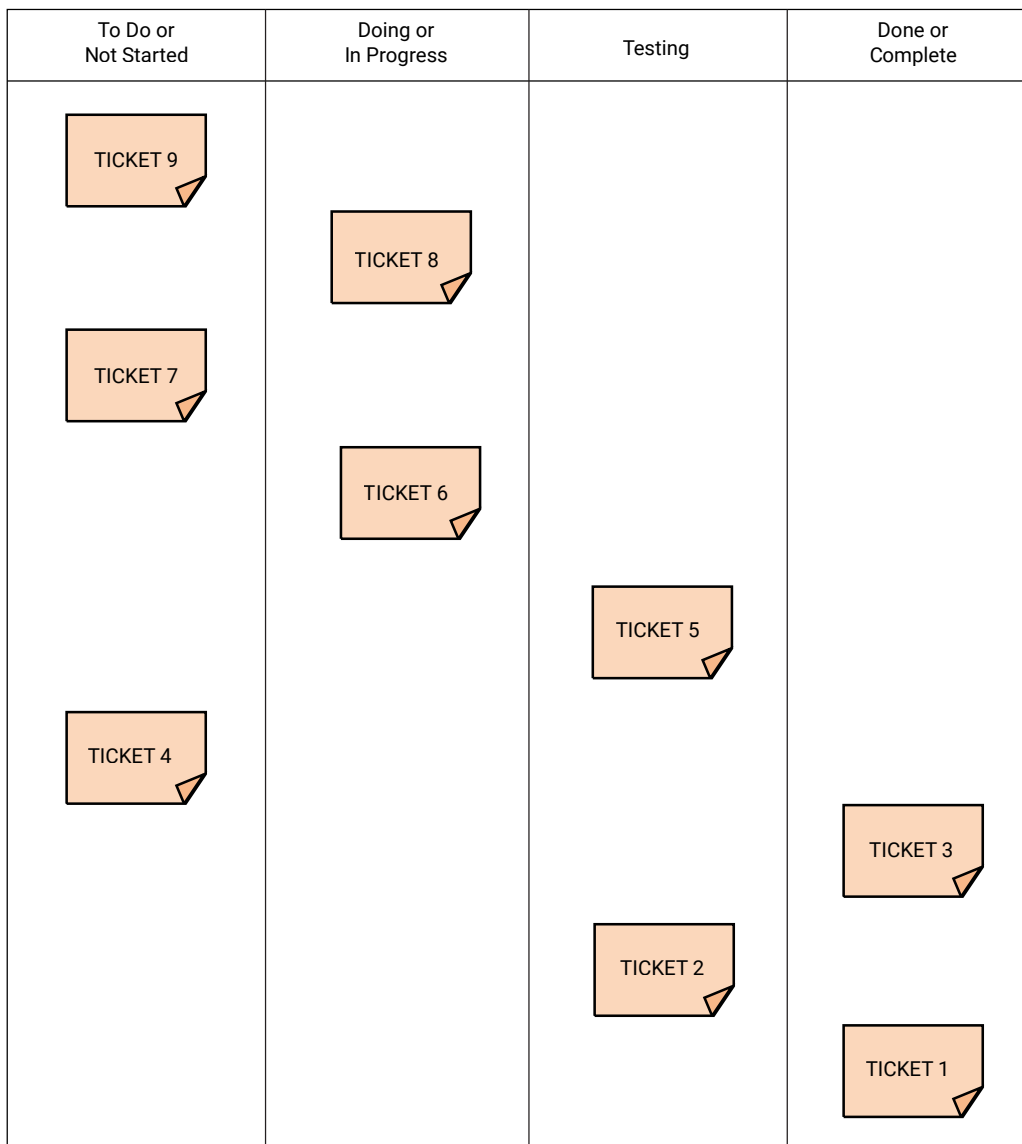 To Do or
Not Started
Doing or
In Progress
Testing
Done or
Complete
TICKET 9
TICKET 8
TICKET 7
TICKET 6
TICKET 5
TICKET 4
TICKET 3
TICKET 2
TICKET 1